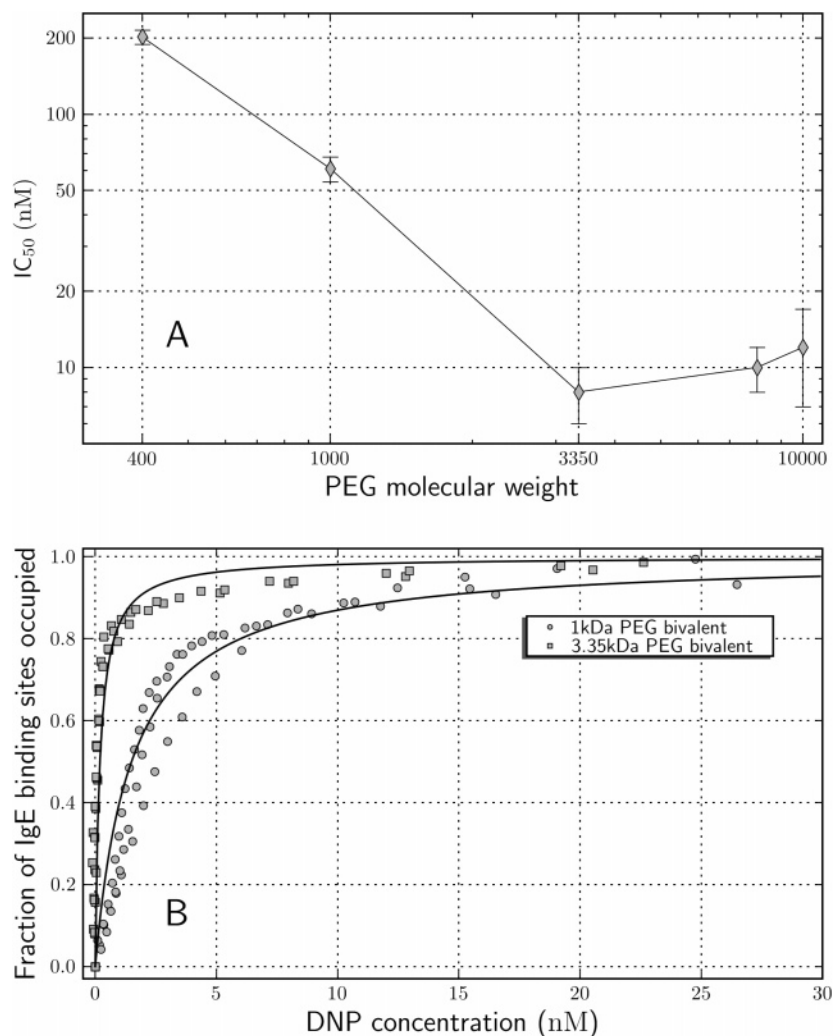 200
100
50
20
10
IC50 (nM)
A
400
1000
3350
10000
PEG molecular weight
1.0
0.8
0.6
0.4
0.2
0.0
Fraction of IgE binding sites occupied
1kDa PEG bivalent
3.35kDa PEG bivalent
B
0
5
10
15
20
25
30
DNP concentration (nM)